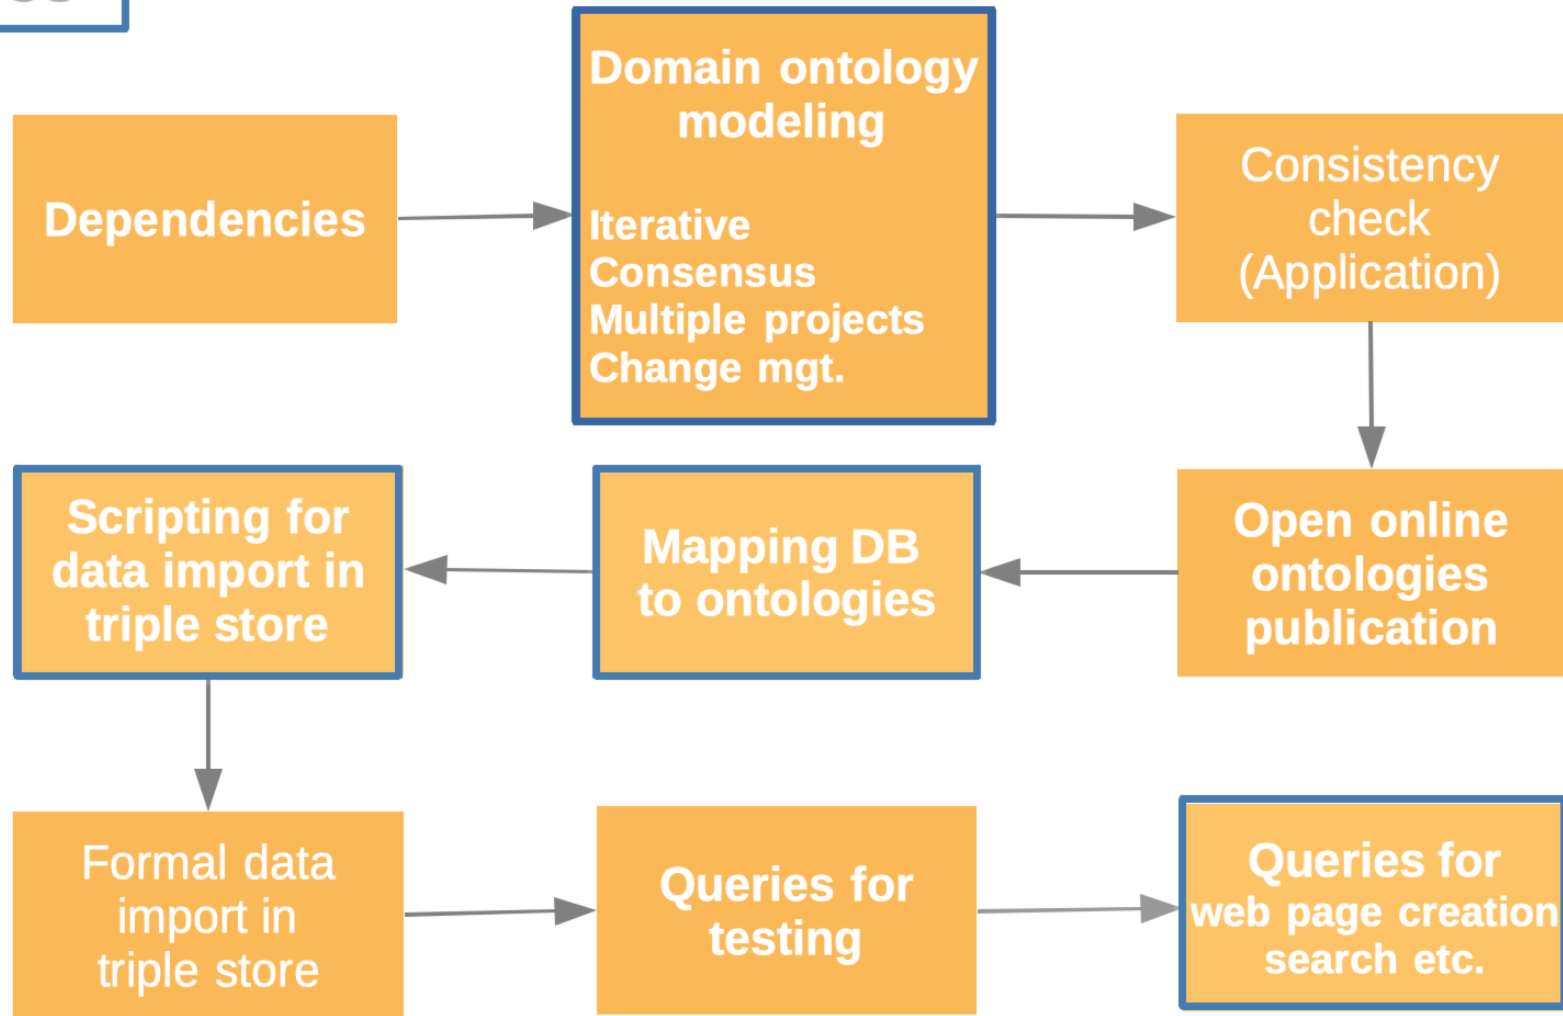 Dependencies
Domain ontology
modeling
Iterative
Consensus
Multiple projects
Change mgt.
Consistency
check
(Application)
Scripting for
data import in
triple store
Mapping DB
to ontologies
Open online
ontologies
publication
Formal data
import in
triple store
Queries for
testing
Queries for
web page creation
search etc.